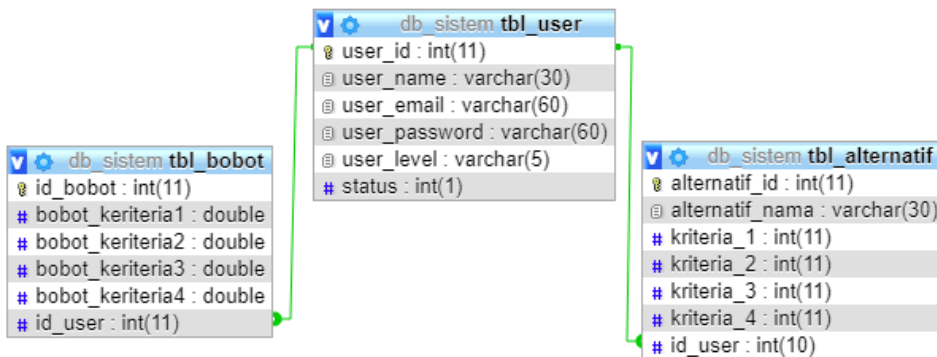 db_sistem tbl_user
user_id : int(11)
user_name : varchar(30)
user_email : varchar(60)
user_password : varchar(60)
user_level : varchar(5)
# status : int(1)
db_sistem tbl_bobot
id_bobot : int(11)
# bobot_keriteria1 : double
# bobot_keriteria2 : double
# bobot_keriteria3 : double
# bobot_keriteria4 : double
# id_user : int(11)
db_sistem tbl_alternatif
alternatif_id : int(11)
alternatif_nama : varchar(30)
# kriteria_1 : int(11)
# kriteria_2 : int(11)
# kriteria_3 : int(11)
# kriteria_4 : int(11)
# id_user : int(10)